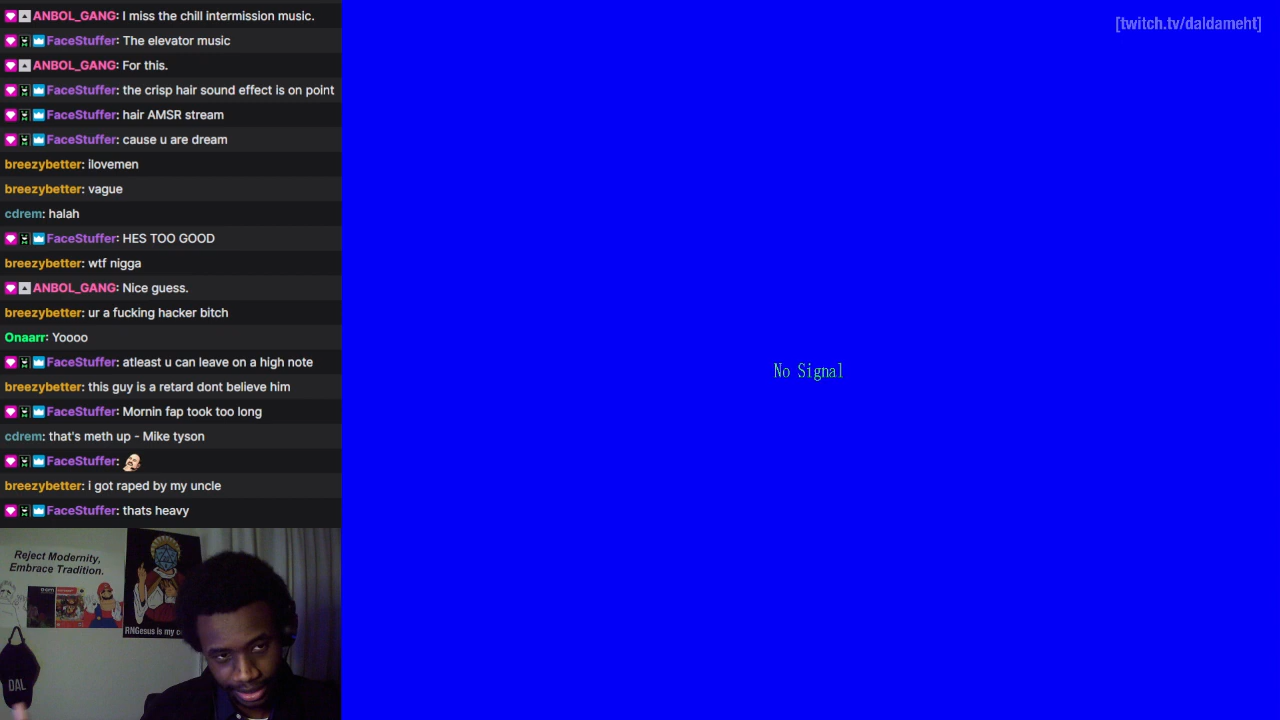 ANBOL_GANG: I miss the chill intermission music.
FaceStuffer: The elevator music
ANBOL_GANG: For this.
FaceStuffer: the crisp hair sound effect is on point
FaceStuffer: hair AMSR stream
FaceStuffer: cause u are dream
breezybetter: ilovemen
breezybetter: vague
cdrem: halah
FaceStuffer: HES TOO GOOD
breezybetter: wtf nigga
ANBOL_GANG: Nice guess.
breezybetter: ur a fucking hacker bitch
Onaarr: Yoooo
FaceStuffer: atleast u can leave on a high note
breezybetter: this guy is a retard dont believe him
FaceStuffer: Mornin fap took too long
cdrem: that's meth up - Mike tyson
FaceStuffer:
breezybetter: i got raped by my uncle
FaceStuffer: thats heavy
Reject Modernity,
Embrace Tradition.
RNGesus is my
DAL
[twitch.tv/daldameht]
No Signal